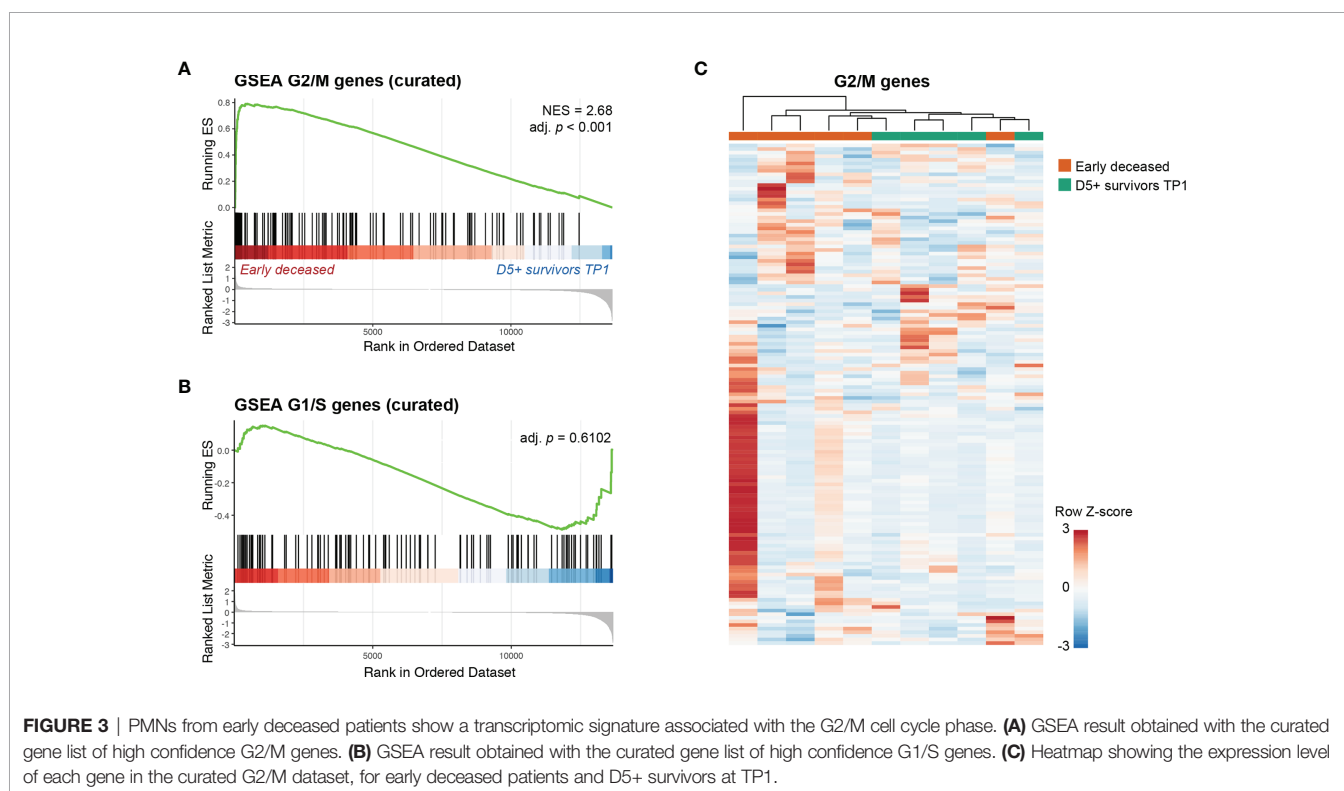 A
GSEA G2/M genes (curated)
NES = 2.68
adj. p < 0.001
Running ES
0.8
0.6
0.4
0.2
0.0
Early deceased
D5+ survivors TP1
Ranked List Metric
2
1
0
-1
-2
-3
5000
10000
Rank in Ordered Dataset
B
GSEA G1/S genes (curated)
adj. p = 0.6102
Running ES
0.0
-0.2
-0.4
Ranked List Metric
2
1
0
-1
-2
-3
5000
10000
Rank in Ordered Dataset
C
G2/M genes
Early deceased
D5+ survivors TP1
Row Z-score
3
0
-3
FIGURE 3 | PMNs from early deceased patients show a transcriptomic signature associated with the G2/M cell cycle phase. (A) GSEA result obtained with the curated
gene list of high confidence G2/M genes. (B) GSEA result obtained with the curated gene list of high confidence G1/S genes. (C) Heatmap showing the expression level
of each gene in the curated G2/M dataset, for early deceased patients and D5+ survivors at TP1.